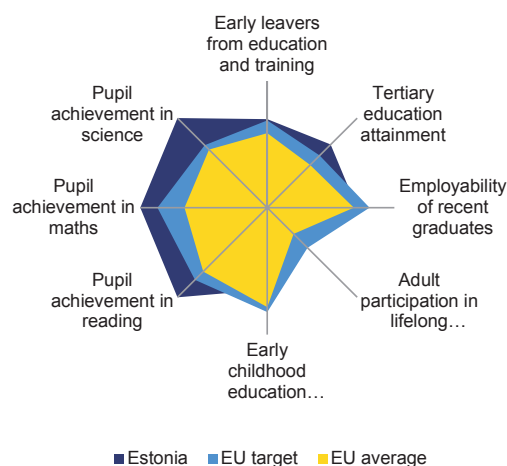 Early leavers
from education
and training
Tertiary
education
attainment
Employability
of recent
graduates
Adult
participation in
lifelong…
Early
childhood
education…
Pupil
achievement in
reading
Pupil
achievement in
maths
Pupil
achievement in
science
Estonia EU target EU average